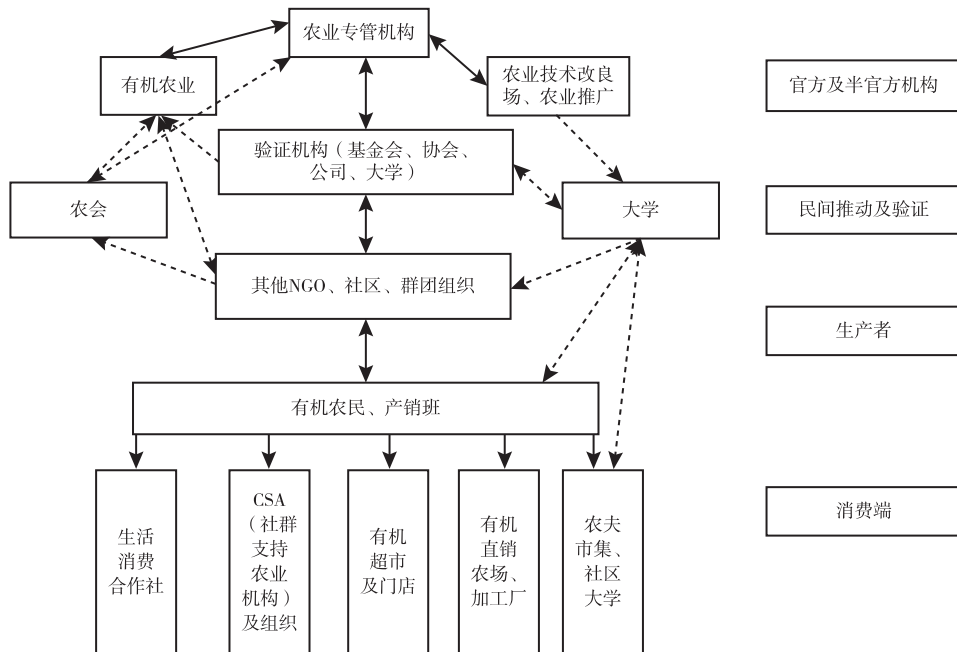 农业专管机构
有机农业
农业技术改良
场、农业推广
官方及半官方机构
验证机构（基金会、协会、
公司、大学）
农会
大学
民间推动及验证
其他NGO、社区、群团组织
生产者
有机农民、产销班
生活
消费
合作社
CSA
（社群
支持
农业
机构）
及组织
有机
超市
及门店
有机
直销
农场、
加工厂
农夫
市集、
社区
大学
消费端